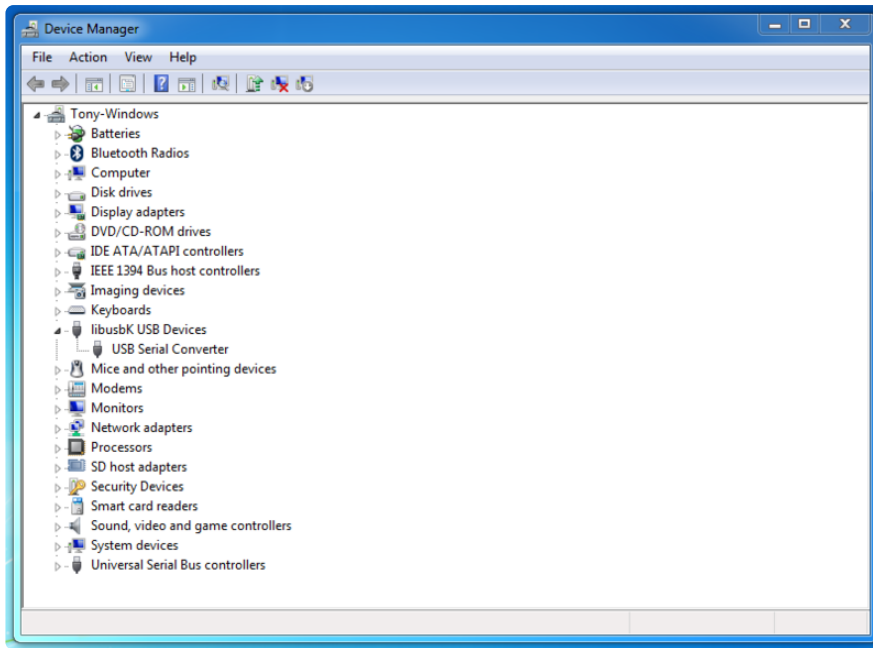 Device Manager
File Action View Help
Tony-Windows
Batteries
Bluetooth Radios
Computer
Disk drives
Display adapters
DVD/CD-ROM drives
IDE ATA/ATAPI controllers
IEEE 1394 Bus host controllers
Imaging devices
Keyboards
libusbK USB Devices
USB Serial Converter
Mice and other pointing devices
Modems
Monitors
Network adapters
Processors
SD host adapters
Security Devices
Smart card readers
Sound, video and game controllers
System devices
Universal Serial Bus controllers